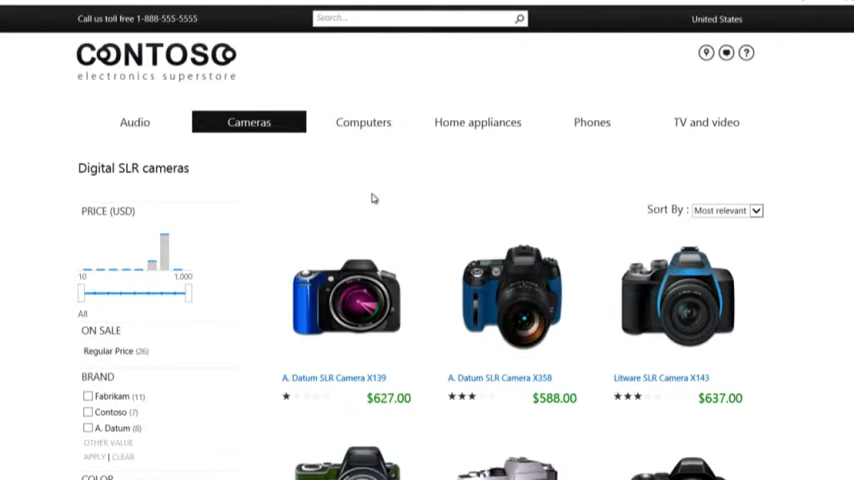 Call us toll free 1-888-555-5555
Search...
United States
CONTOSO
electronics superstore
Audio
Cameras
Computers
Home appliances
Phones
TV and video
Digital SLR cameras
PRICE (USD)
Sort By : Most relevant
10
1.000
All
ON SALE
Regular Price (26)
BRAND
Fabrikam (11)
Contoso (7)
A. Datum (8)
OTHER VALUE
APPLY | CLEAR
COLOR
A. Datum SLR Camera X139
$627.00
A. Datum SLR Camera X358
$588.00
Litware SLR Camera X143
$637.00